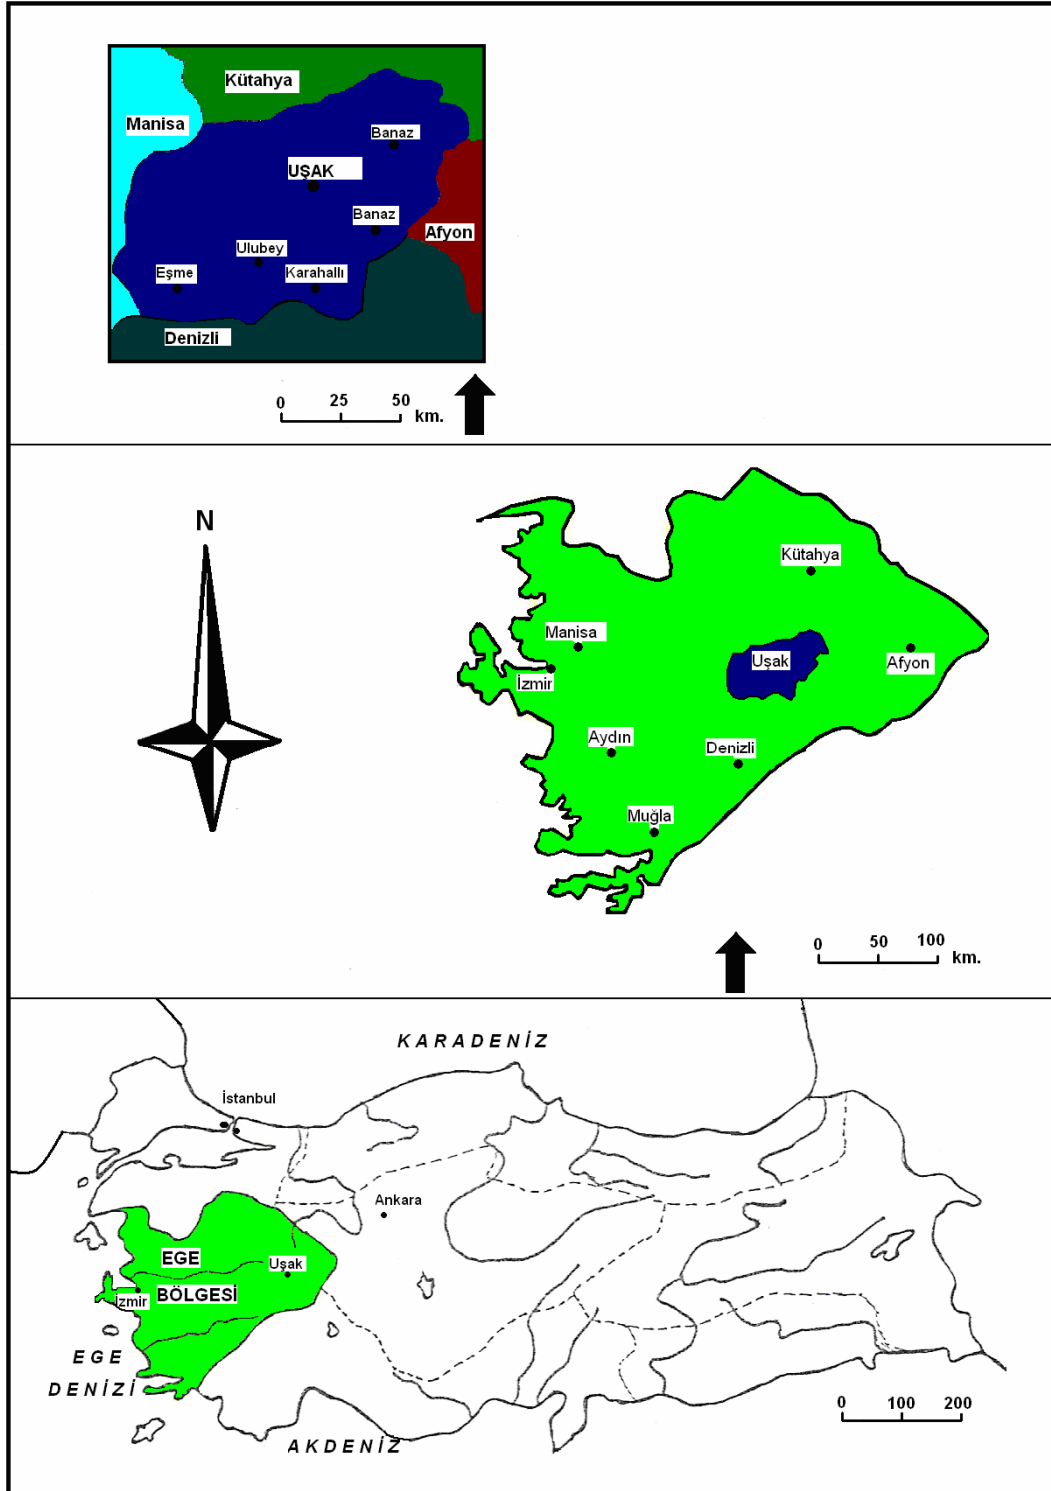 Kütahya
Manisa
Banaz
UŞAK
Banaz
Afyon
Ulubey
Eşme
Karahallı
Denizli
0 25 50 km.
N
Kütahya
Manisa
Uşak
Afyon
İzmir
Aydın
Denizli
Muğla
0 50 100 km.
KARADENİZ
İstanbul
Ankara
EGE
Uşak
BÖLGESİ
İzmir
EGE
DENİZİ
AKDENİZ
0 100 200